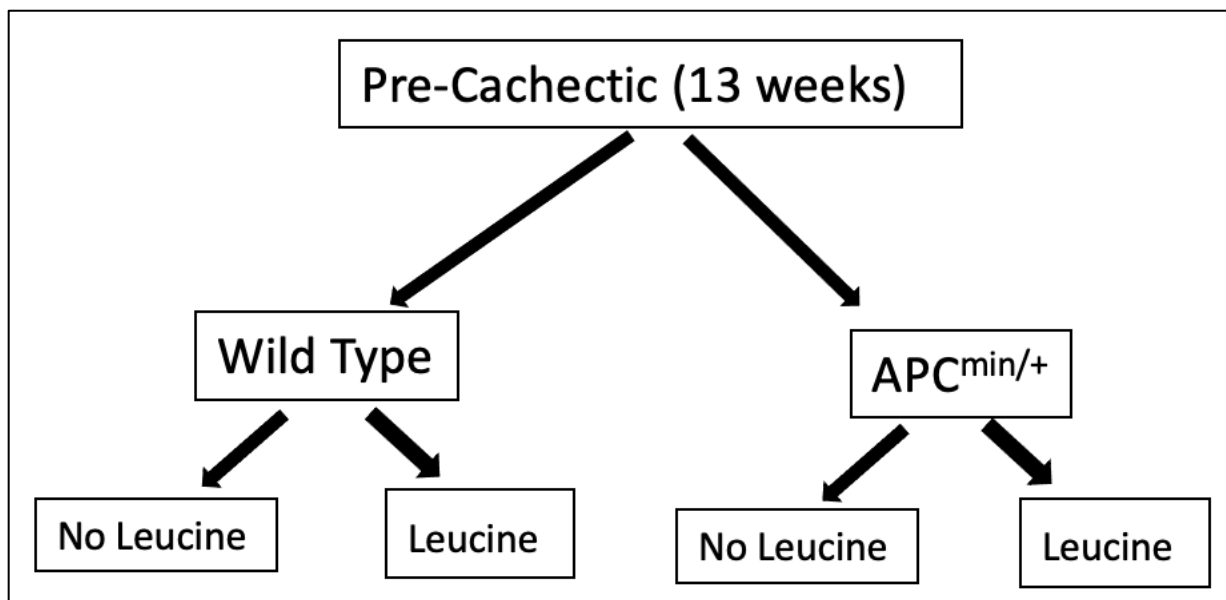 Pre-Cachectic (13 weeks)
Wild Type
APCmin/+
No Leucine
Leucine
No Leucine
Leucine